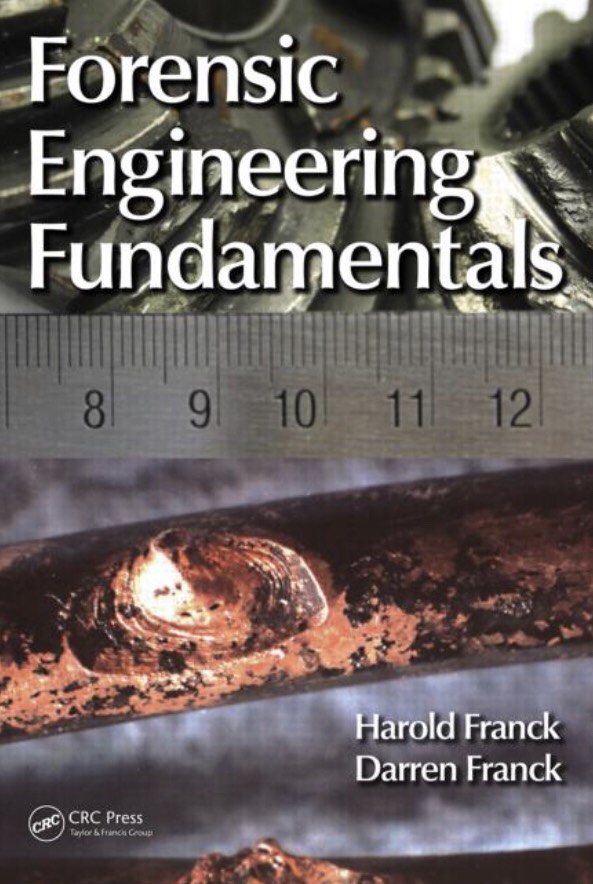 Forensic
Engineering
Fundamentals
8 9 10 11 12
Harold Franck
Darren Franck
CRC CRC Press
Taylor & Francis Group